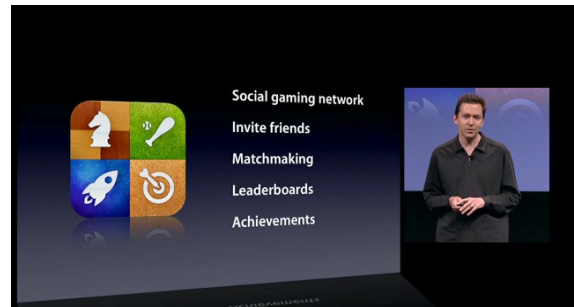 Social gaming network
Invite friends
Matchmaking
Leaderboards
Achievements